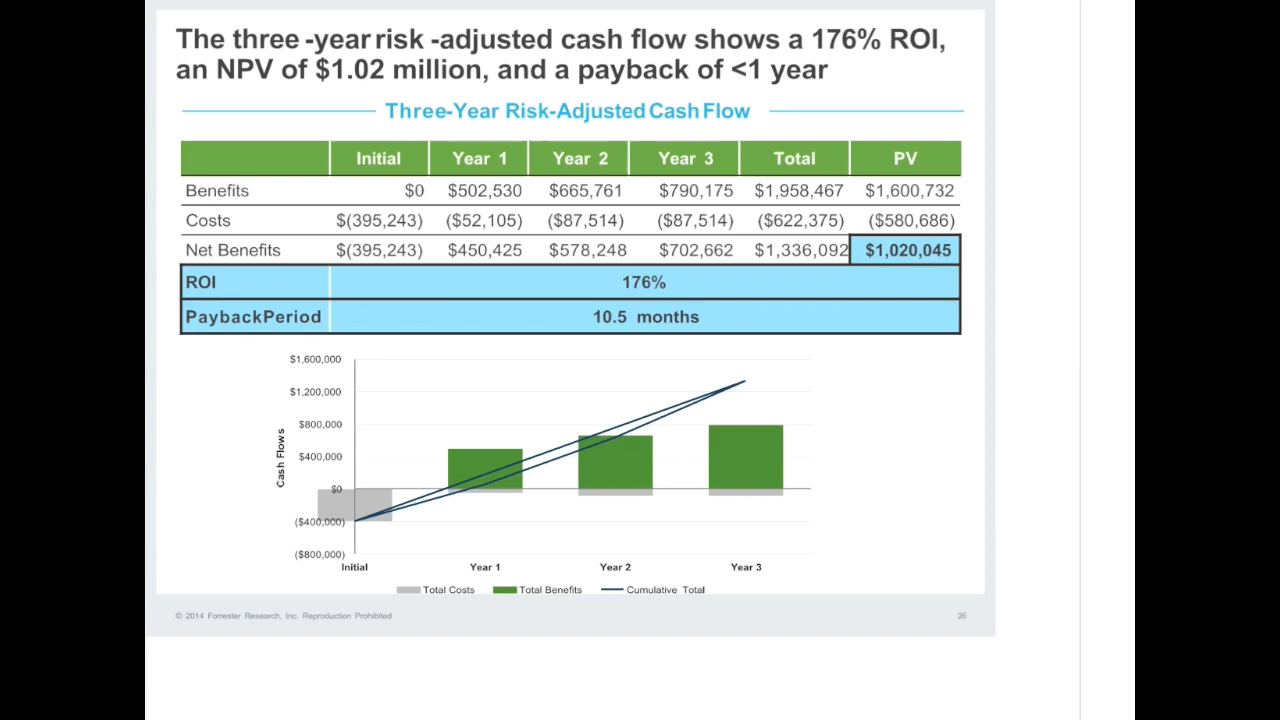 The three-year risk-adjusted cash flow shows a 176% ROI,
an NPV of $1.02 million, and a payback of <1 year
Three-Year Risk-Adjusted Cash Flow
Initial Year 1 Year 2 Year 3 Total PV
Benefits $0 $502,530 $665,761 $790,175 $1,958,467 $1,600,732
Costs $(395,243) ($52,105) ($87,514) ($87,514) ($622,375) ($580,686)
Net Benefits $(395,243) $450,425 $578,248 $702,662 $1,336,092 $1,020,045
ROI 176%
Payback Period 10.5 months
$1,600,000
$1,200,000
$800,000
$400,000
$0
($400,000)
($800,000)
Cash Flows
Initial Year 1 Year 2 Year 3
Total Costs Total Benefits Cumulative Total
© 2014 Forrester Research, Inc. Reproduction Prohibited 26